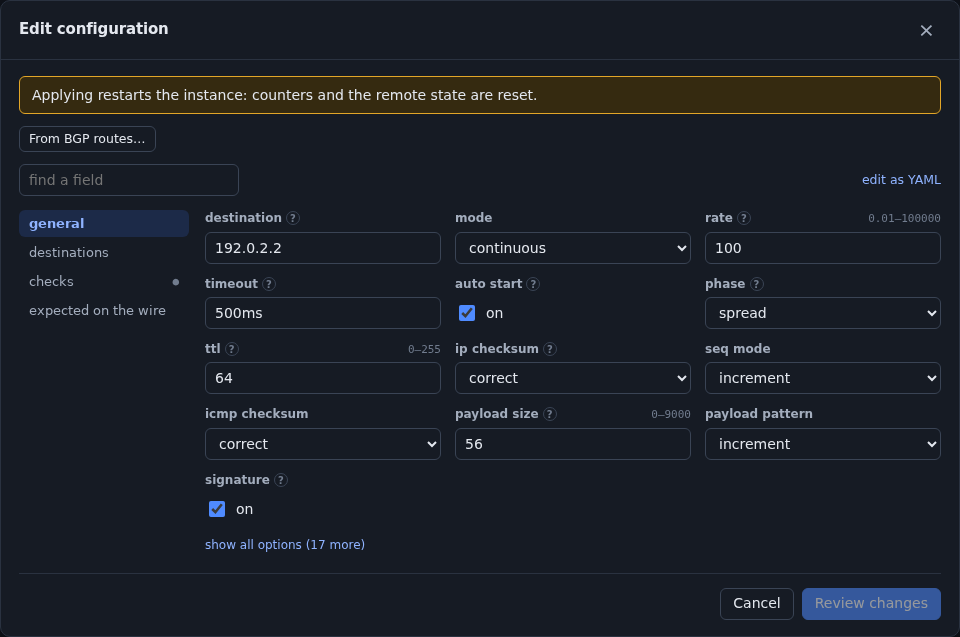 Edit configuration
×
Applying restarts the instance: counters and the remote state are reset.
From BGP routes...
find a field
edit as YAML
general
destinations
checks
expected on the wire
destination ?
192.0.2.2
mode
continuous
rate ? 0.01–100000
100
timeout ?
500ms
auto start ?
on
phase ?
spread
ttl ? 0–255
64
ip checksum ?
correct
seq mode
increment
icmp checksum
correct
payload size ? 0–9000
56
payload pattern
increment
signature ?
on
show all options (17 more)
Cancel
Review changes